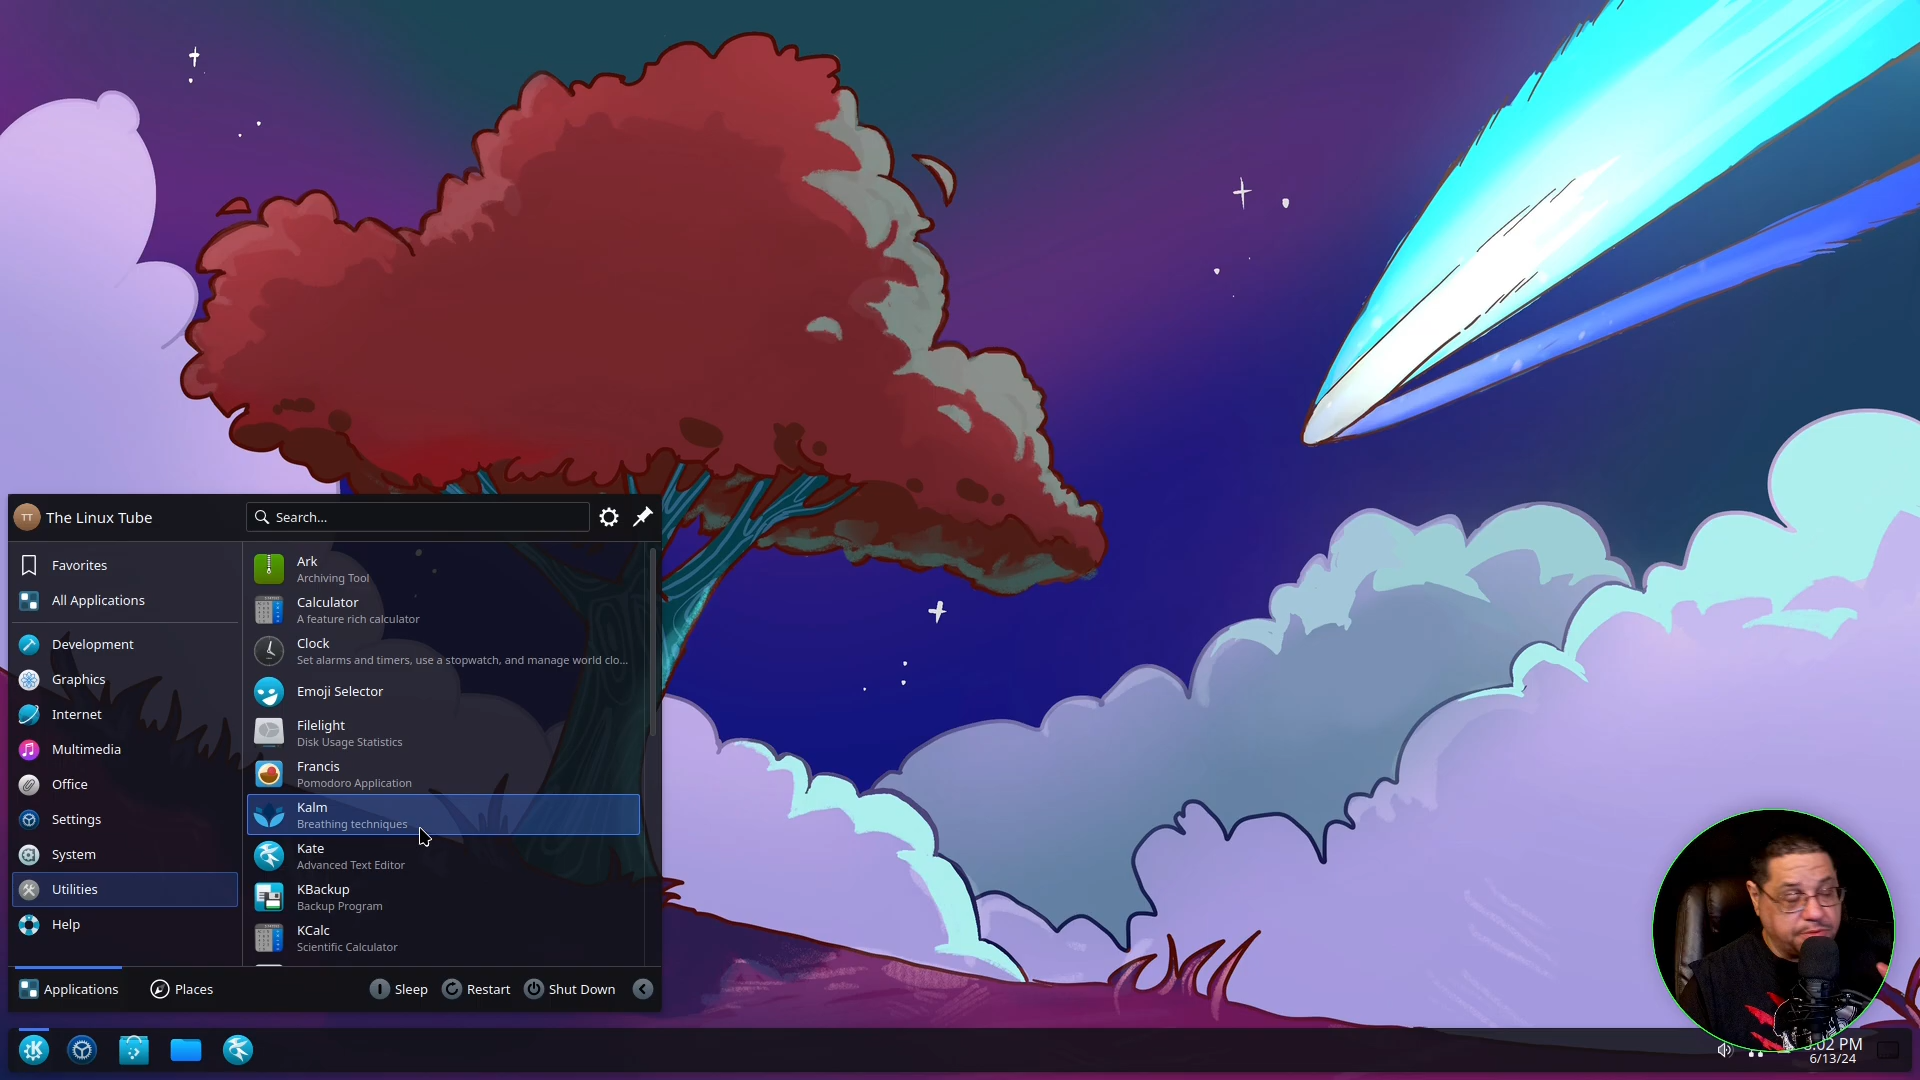 TT
The Linux Tube
Search...
Favorites
All Applications
Development
Graphics
Internet
Multimedia
Office
Settings
System
Utilities
Help
Ark
Archiving Tool
Calculator
A feature rich calculator
Clock
Set alarms and timers, use a stopwatch, and manage world clo...
Emoji Selector
Filelight
Disk Usage Statistics
Francis
Pomodoro Application
Kalm
Breathing techniques
Kate
Advanced Text Editor
KBackup
Backup Program
KCalc
Scientific Calculator
Applications
Places
Sleep
Restart
Shut Down
:02 PM
6/13/24